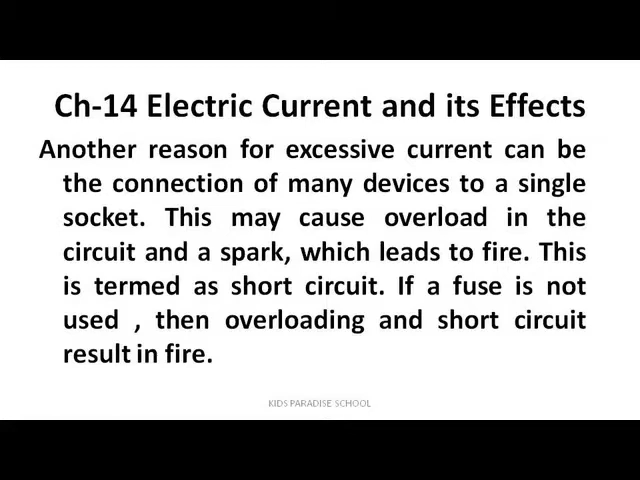 Ch-14 Electric Current and its Effects
Another reason for excessive current can be
the connection of many devices to a single
socket. This may cause overload in the
circuit and a spark, which leads to fire. This
is termed as short circuit. If a fuse is not
used , then overloading and short circuit
result in fire.
KIDS PARADISE SCHOOL